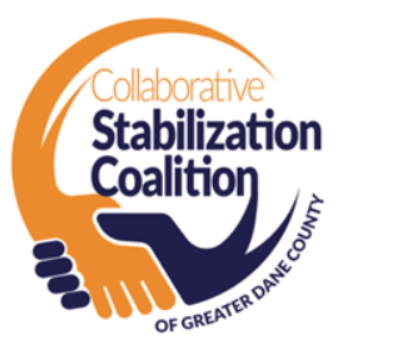 Collaborative
Stabilization
Coalition
OF GREATER DANE COUNTY